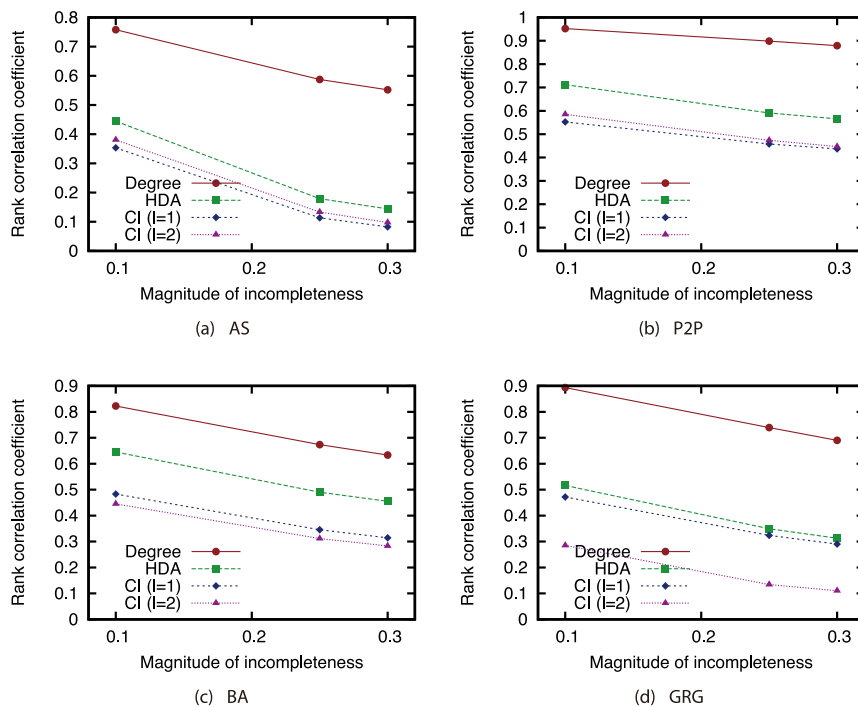 0.8
0.7
0.6
0.5
0.4
0.3
0.2
0.1
0
Rank correlation coefficient
Degree
HDA
CI (l=1)
CI (l=2)
0.1 0.2 0.3
Magnitude of incompleteness
(a) AS
1
0.9
0.8
0.7
0.6
0.5
0.4
0.3
0.2
0.1
0
Rank correlation coefficient
Degree
HDA
CI (l=1)
CI (l=2)
0.1 0.2 0.3
Magnitude of incompleteness
(b) P2P
0.9
0.8
0.7
0.6
0.5
0.4
0.3
0.2
0.1
0
Rank correlation coefficient
Degree
HDA
CI (l=1)
CI (l=2)
0.1 0.2 0.3
Magnitude of incompleteness
(c) BA
0.9
0.8
0.7
0.6
0.5
0.4
0.3
0.2
0.1
0
Rank correlation coefficient
Degree
HDA
CI (l=1)
CI (l=2)
0.1 0.2 0.3
Magnitude of incompleteness
(d) GRG